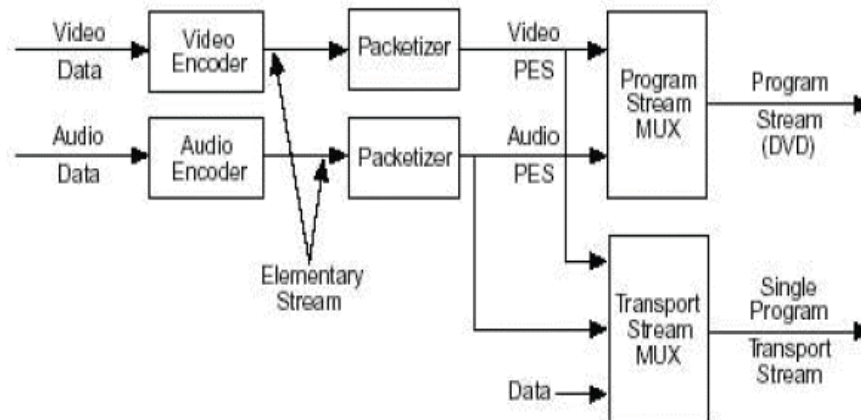 Video
Data
Video
Encoder
Packetizer
Video
PES
Program
Stream
MUX
Program
Stream
(DVD)
Audio
Data
Audio
Encoder
Packetizer
Audio
PES
Elementary
Stream
Transport
Stream
MUX
Single
Program
Transport
Stream
Data